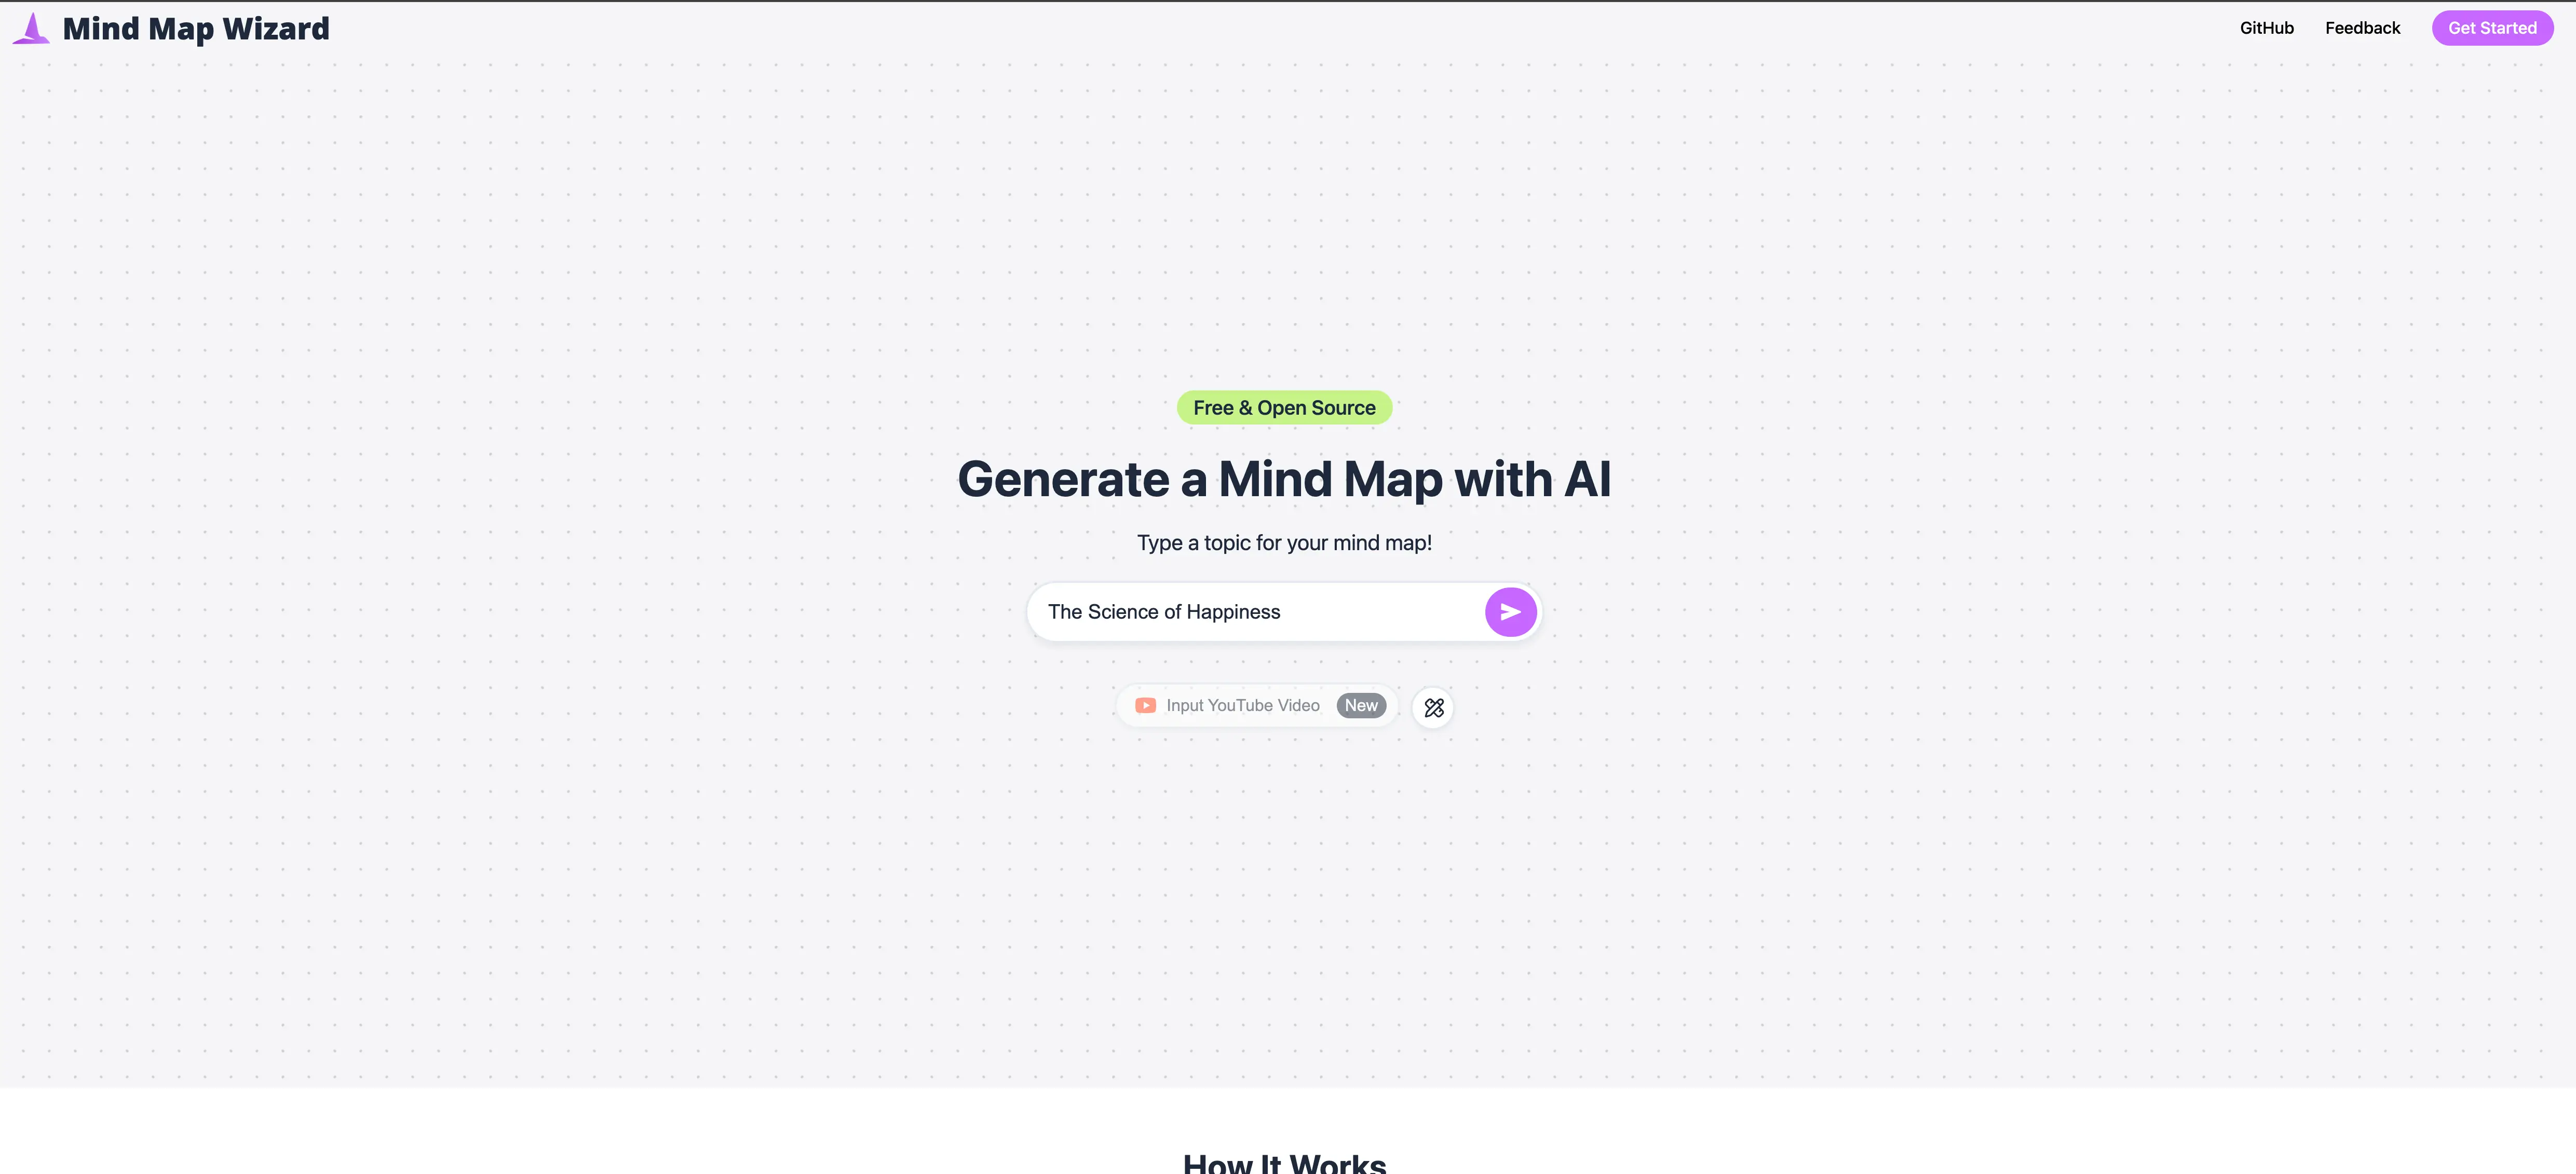 Mind Map Wizard
GitHub
Feedback
Get Started
Free & Open Source
Generate a Mind Map with AI
Type a topic for your mind map!
The Science of Happiness
Input YouTube Video
New
How It Works